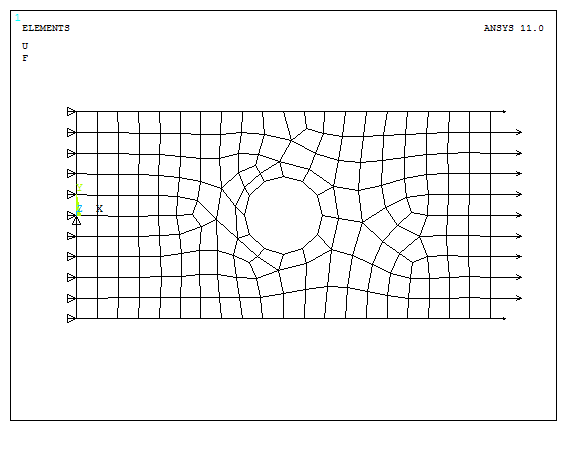 1
ELEMENTS
ANSYS 11.0
U
F
Y
Z X